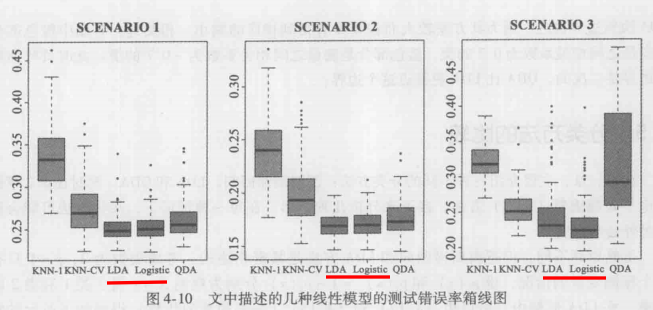 SCENARIO 1
SCENARIO 2
SCENARIO 3
0.45
0.40
0.35
0.30
0.25
0.30
0.25
0.20
0.15
0.45
0.40
0.35
0.30
0.25
0.20
KNN-1 KNN-CV LDA Logistic QDA
KNN-1 KNN-CV LDA Logistic QDA
KNN-1 KNN-CV LDA Logistic QDA
图 4-10 文中描述的几种线性模型的测试错误率箱线图